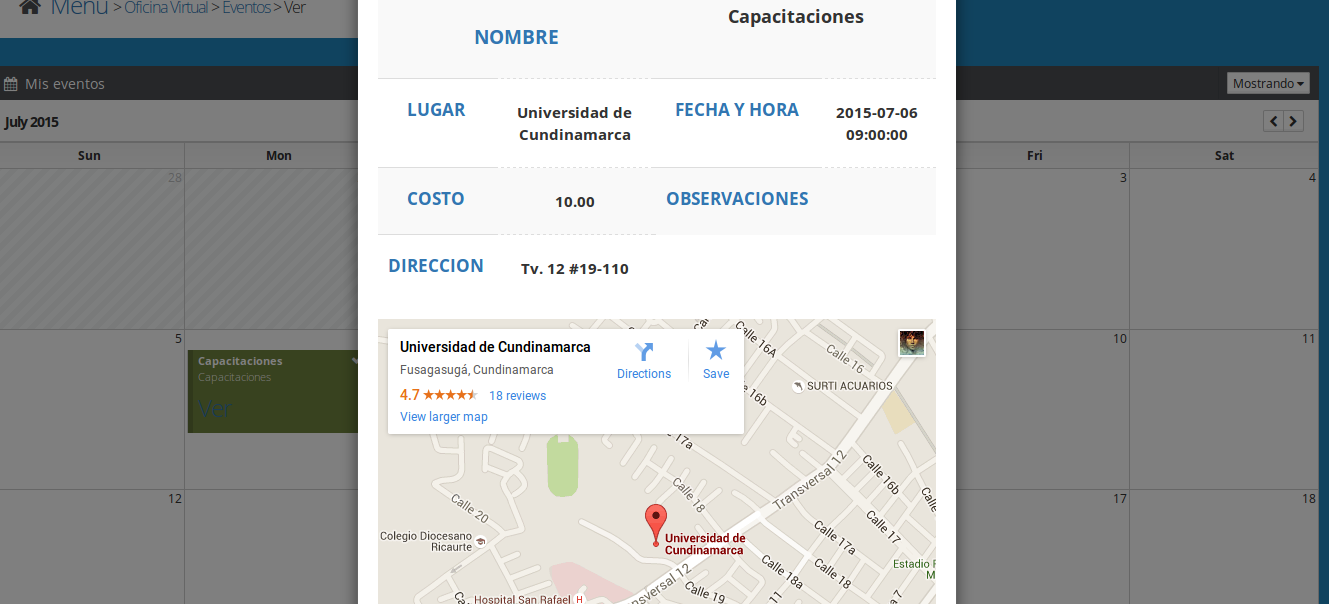 Menú > Oficina Virtual > Eventos > Ver
Mis eventos
Mostrando
July 2015
Sun
Mon
Fri
Sat
28
3
4
5
10
11
12
17
18
Capacitaciones
Capacitaciones
Ver
NOMBRE
Capacitaciones
LUGAR
Universidad de
Cundinamarca
FECHA Y HORA
2015-07-06
09:00:00
COSTO
10.00
OBSERVACIONES
DIRECCION
Tv. 12 #19-110
Universidad de Cundinamarca
Fusagasugá, Cundinamarca
4.7
18 reviews
View larger map
Directions
Save
Calle 16A
Calle 16
SURTI ACUARIOS
Calle 16b
Calle 17a
Calle 18
Transversal 12
Calle 16b
Calle 20
Calle 17
Colegio Diocesano
Ricaurte
Universidad de
Cundinamarca
Calle 17a
Estadio F
M
Calle 18a
Calle 18
Calle 19
Hospital San Rafael
H
11